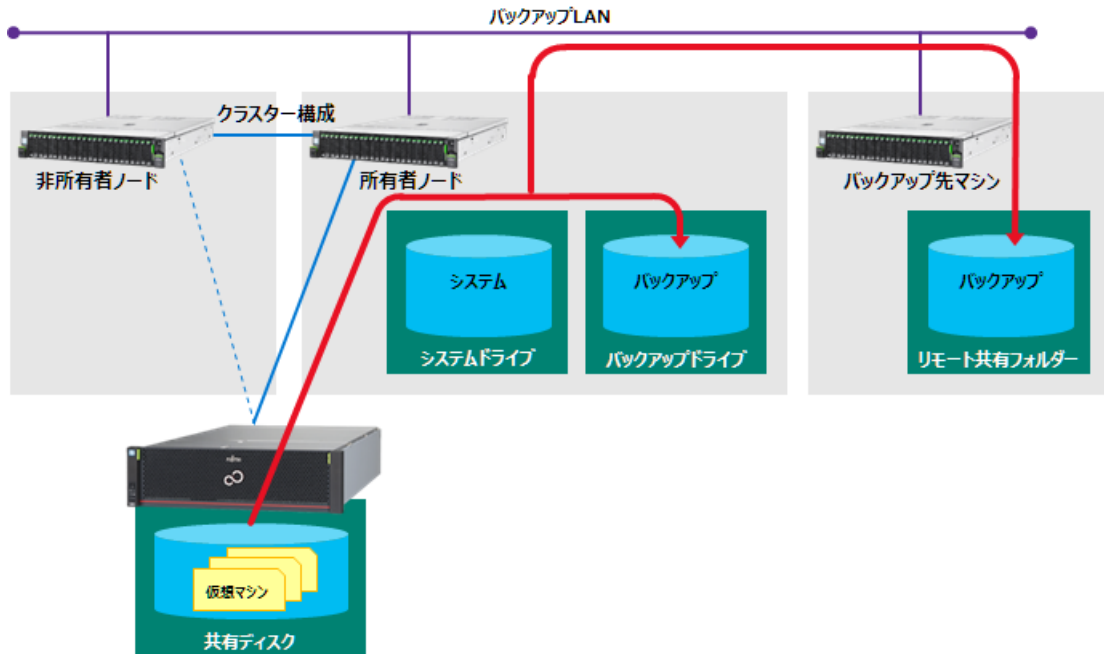 バックアップLAN
クラスター構成
非所有者ノード
所有者ノード
バックアップ先マシン
システム
バックアップ
バックアップ
システムドライブ
バックアップドライブ
リモート共有フォルダー
FUJITSU
仮想マシン
共有ディスク